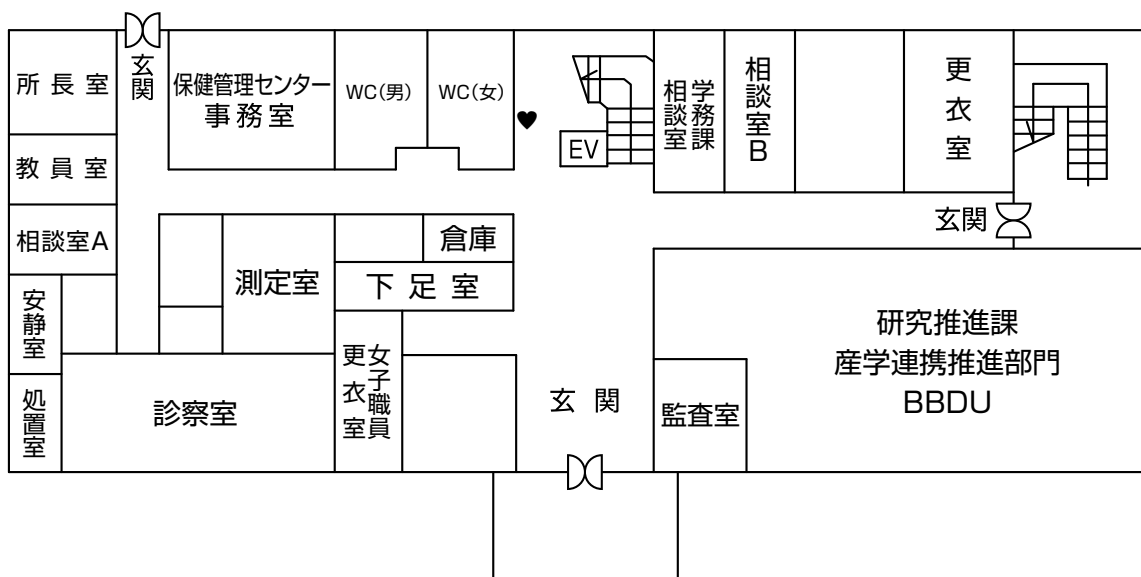 所長室
玄関
保健管理センター
事務室
WC(男)
WC(女)
EV
学務課
相談室
相談室B
更衣室
教員室
相談室A
測定室
倉庫
下足室
玄関
安静室
処置室
診察室
女子職員
更衣室
玄関
監査室
研究推進課
産学連携推進部門
BBDU